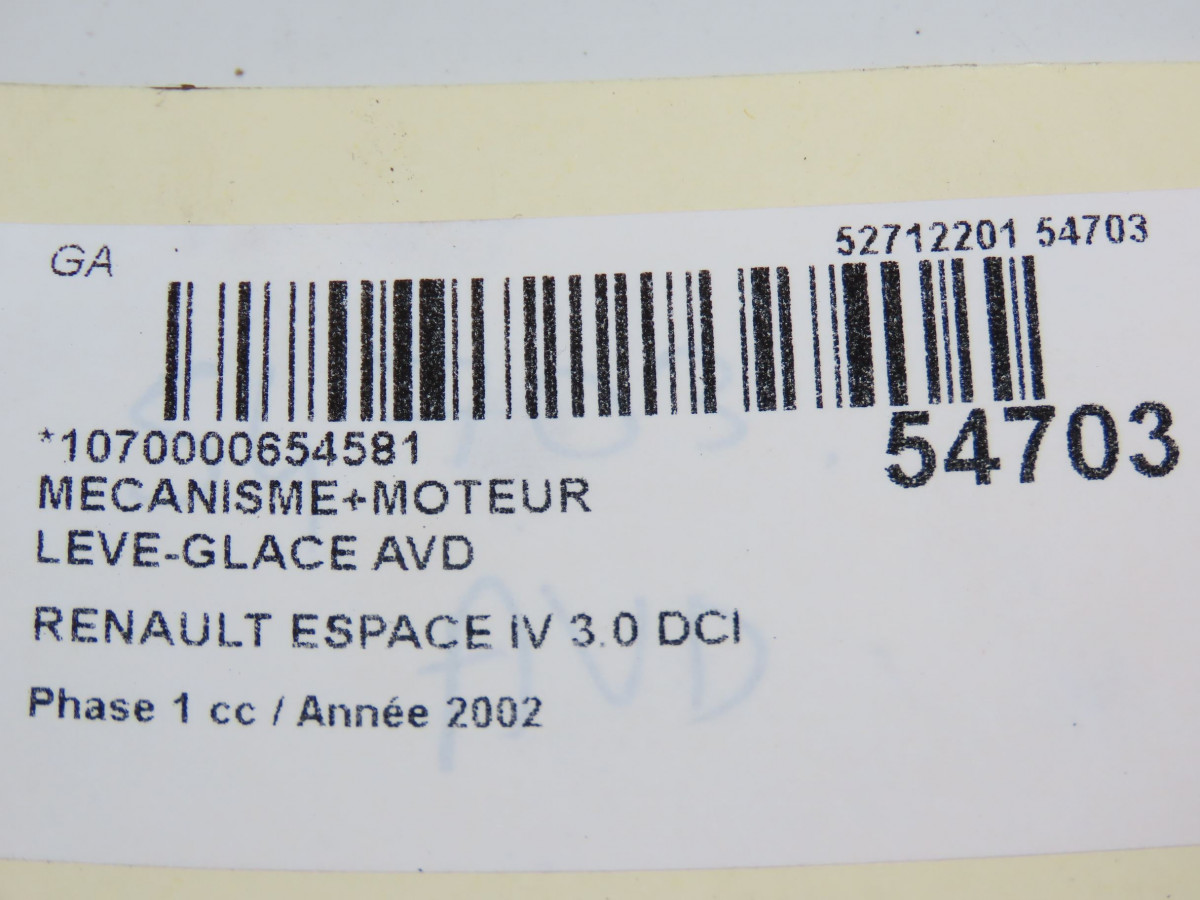 GA
52712201 54703
*1070000654581
54703
MECANISME+MOTEUR
LEVE-GLACE AVD
RENAULT ESPACE IV 3.0 DCI
Phase 1 cc / Année 2002
AVD